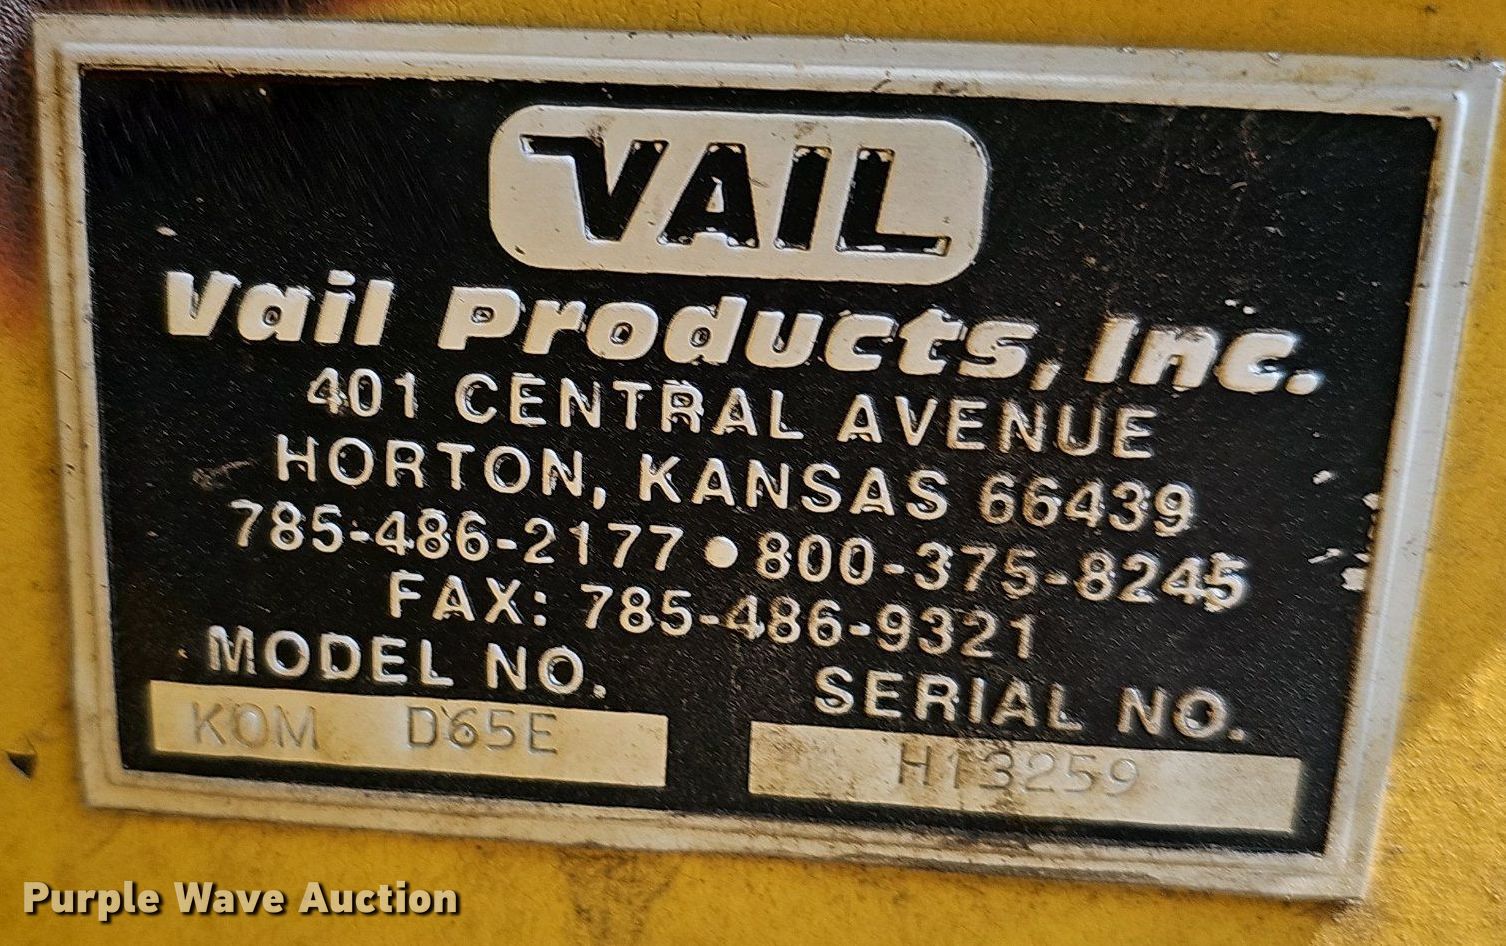 VAIL
Vail Products, Inc.
401 CENTRAL AVENUE
HORTON, KANSAS 66439
785-486-2177 • 800-375-8245
FAX: 785-486-9321
MODEL NO. SERIAL NO.
KOM D65E H13259
Purple Wave Auction